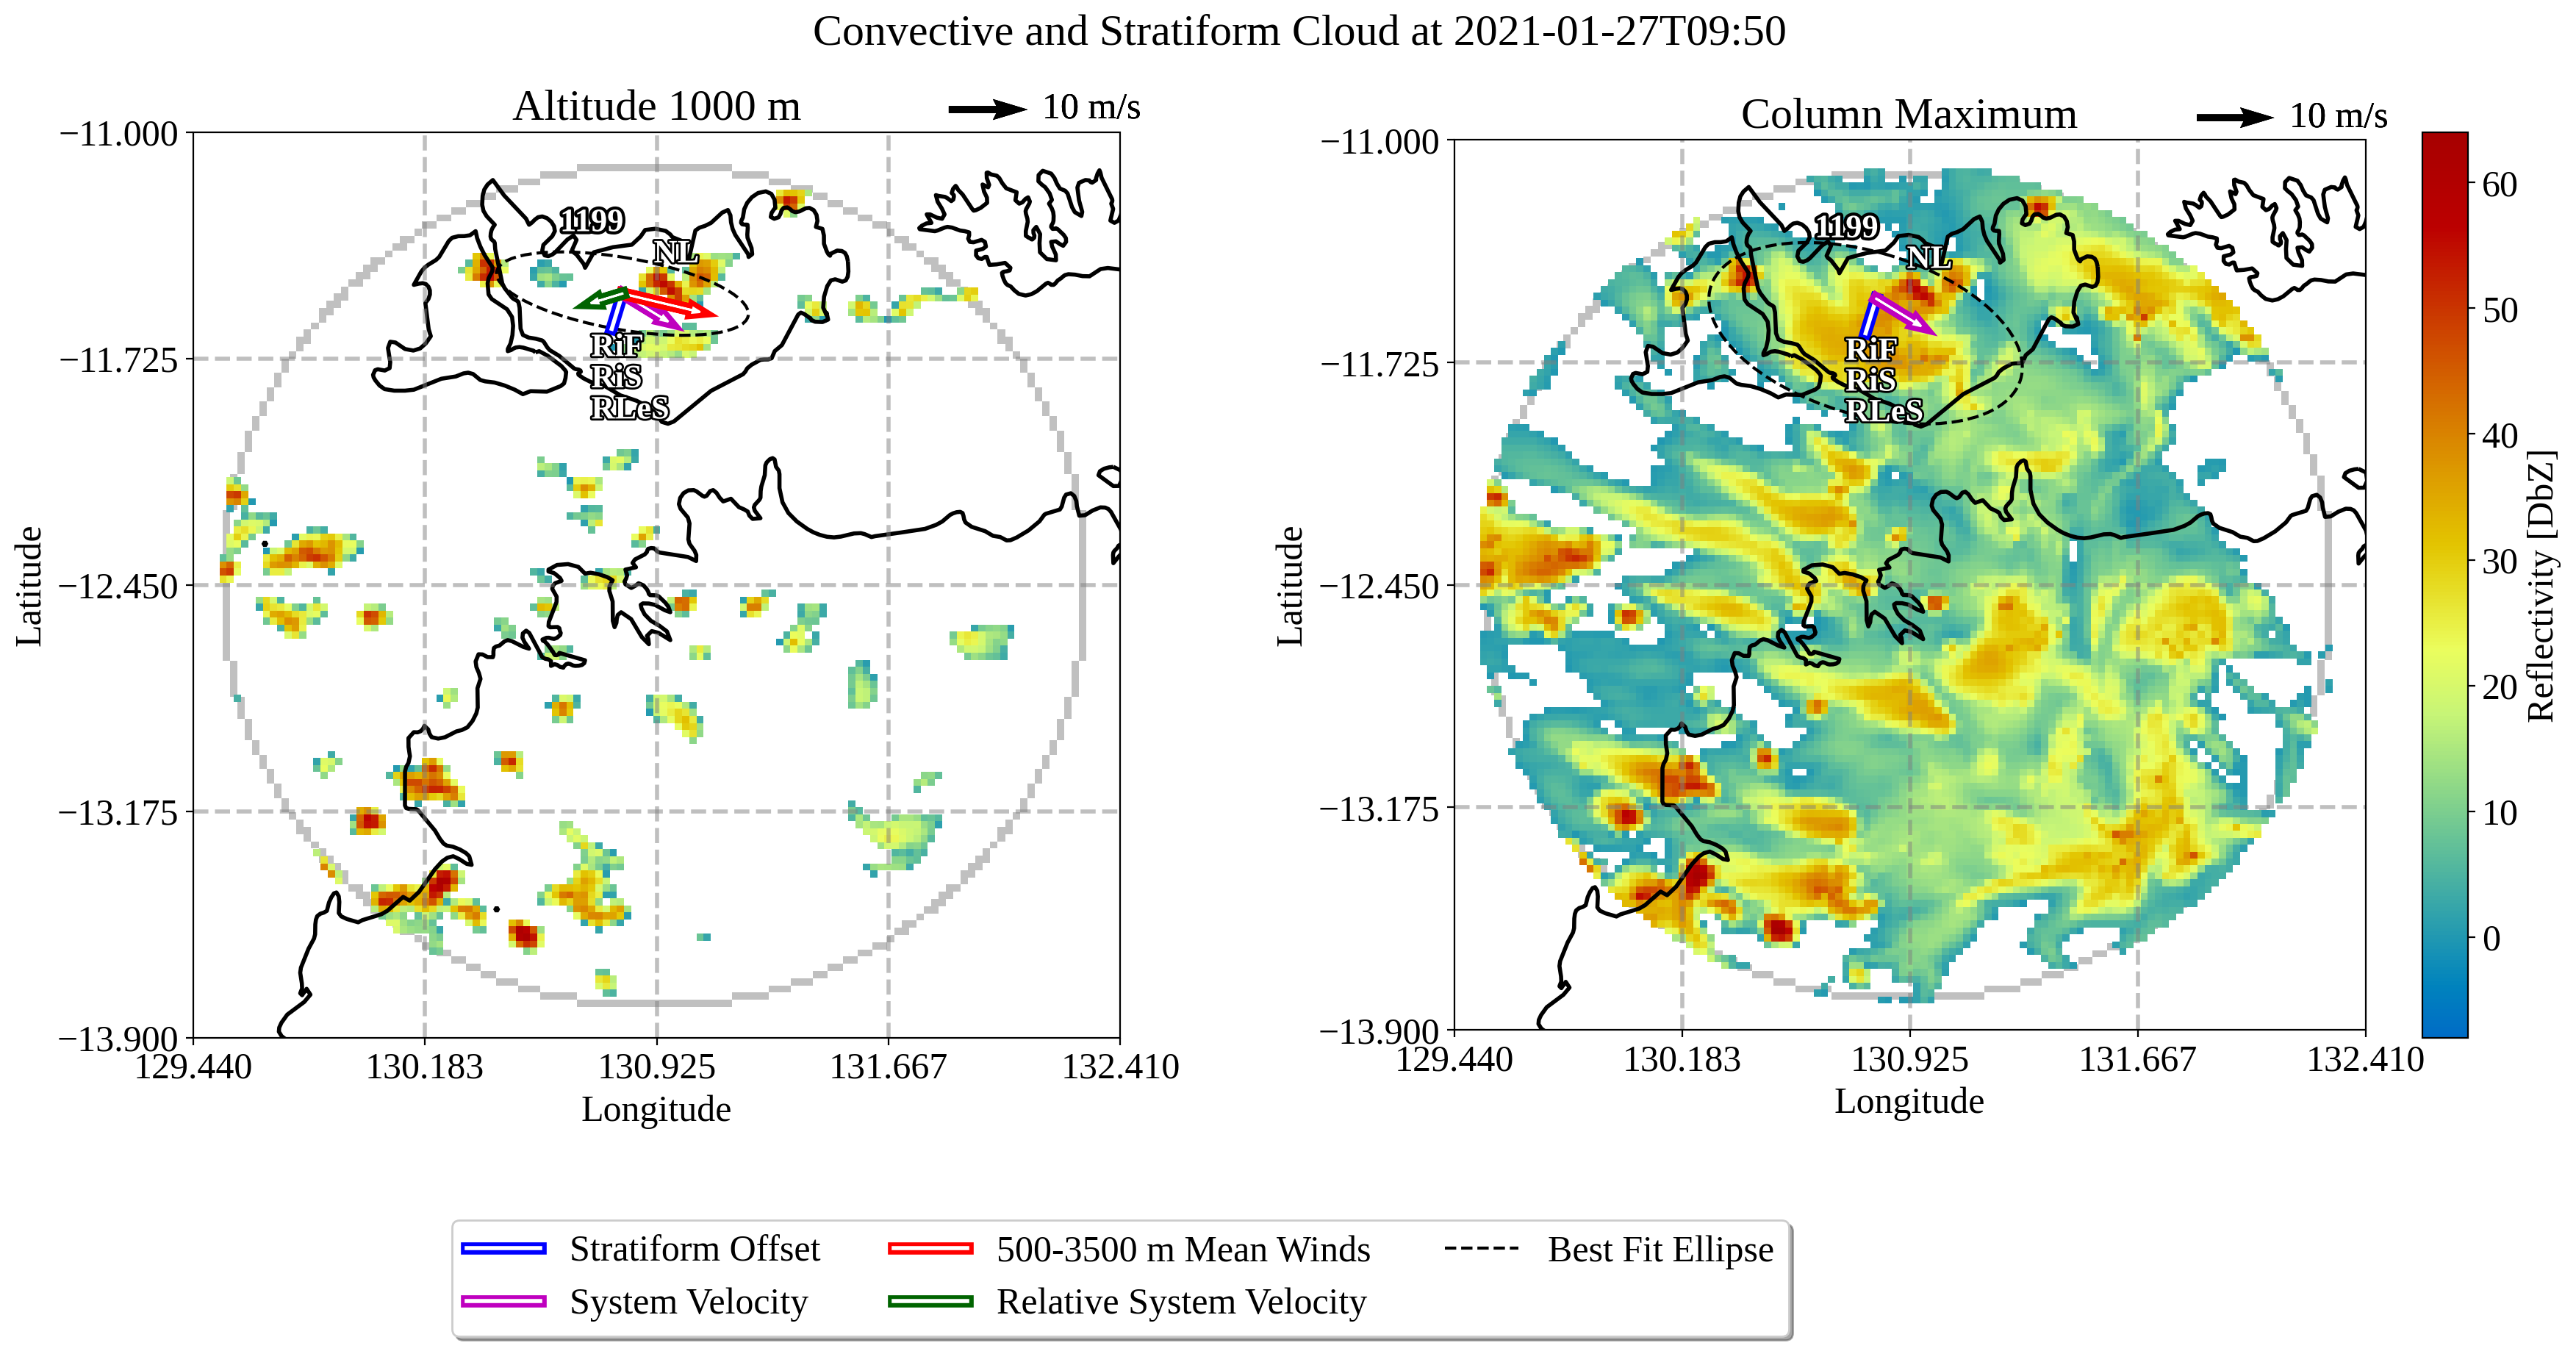 Convective and Stratiform Cloud at 2021-01-27T09:50
Altitude 1000 m
10 m/s
−11.000
−11.725
−12.450
−13.175
−13.900
Latitude
1199
NL
RiF
RiS
RLeS
129.440
130.183
130.925
131.667
132.410
Longitude
Column Maximum
10 m/s
−11.000
−11.725
−12.450
−13.175
−13.900
Latitude
1199
NL
RiF
RiS
RLeS
129.440
130.183
130.925
131.667
132.410
Longitude
60
50
40
30
20
10
0
Reflectivity [DbZ]
Stratiform Offset
500-3500 m Mean Winds
Best Fit Ellipse
System Velocity
Relative System Velocity